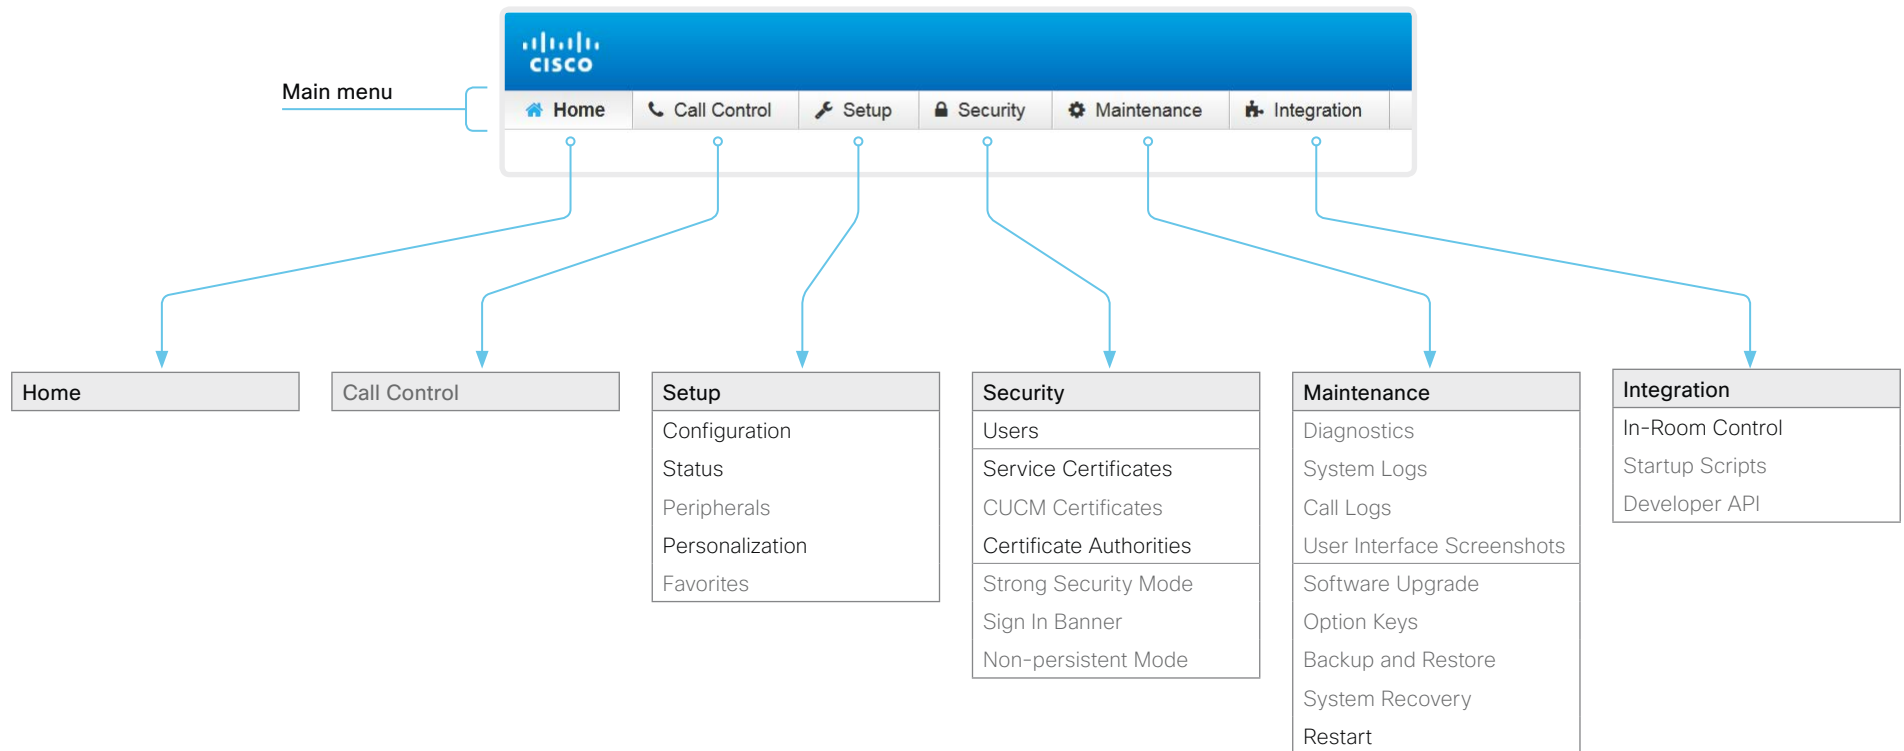 CISCO
Main menu
Home Call Control Setup Security Maintenance Integration
Home
Call Control
Setup
Configuration
Status
Peripherals
Personalization
Favorites
Security
Users
Service Certificates
CUCM Certificates
Certificate Authorities
Strong Security Mode
Sign In Banner
Non-persistent Mode
Maintenance
Diagnostics
System Logs
Call Logs
User Interface Screenshots
Software Upgrade
Option Keys
Backup and Restore
System Recovery
Restart
Integration
In-Room Control
Startup Scripts
Developer API